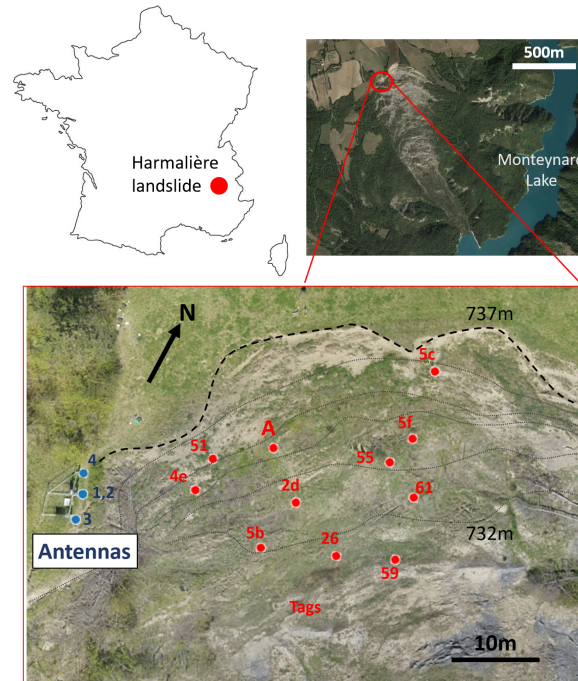 Harmalière
landslide
500m
Monteynard
Lake
N
737m
5c
A
5f
51
55
4
4e
1,2
2d
61
3
Antennas
5b
26
732m
59
Tags
10m